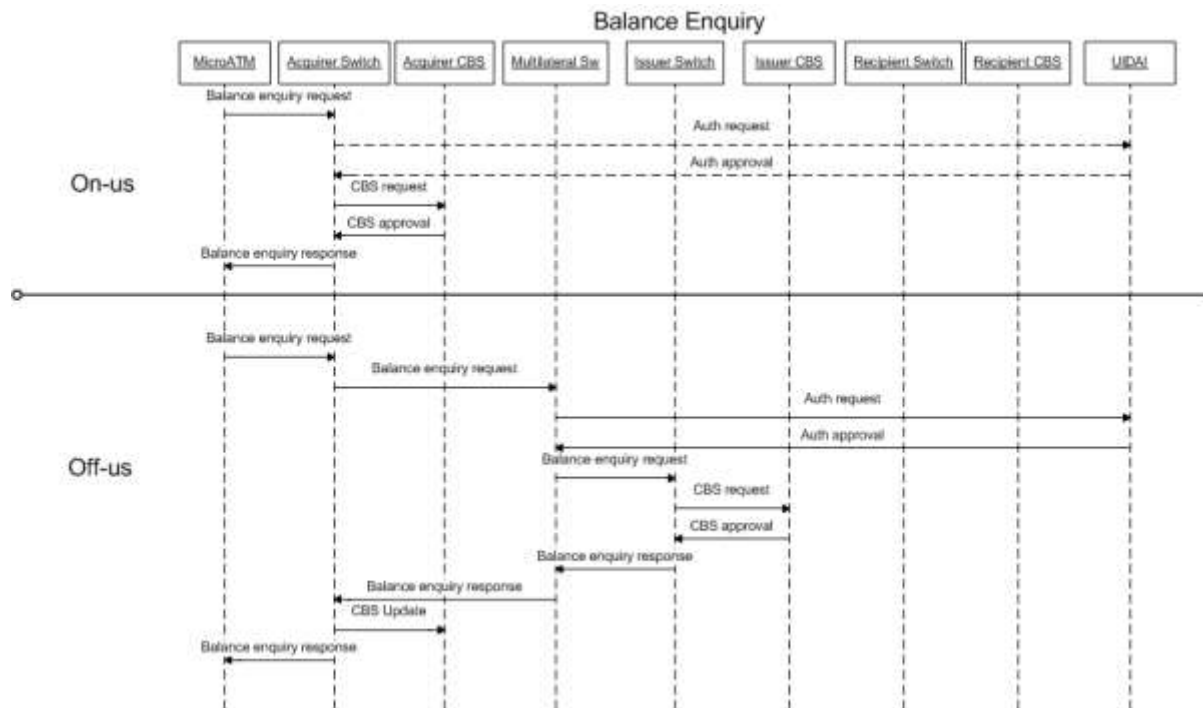 Balance Enquiry
MicroATM Acquirer Switch Acquirer CBS Multilateral Sw Issuer Switch Issuer CBS Recipient Switch Recipient CBS UIDAI
Balance enquiry request
Auth request
Auth approval
On-us
CBS request
CBS approval
Balance enquiry response
Balance enquiry request
Balance enquiry request
Auth request
Auth approval
Balance enquiry request
Off-us
CBS request
CBS approval
Balance enquiry response
Balance enquiry response
CBS Update
Balance enquiry response